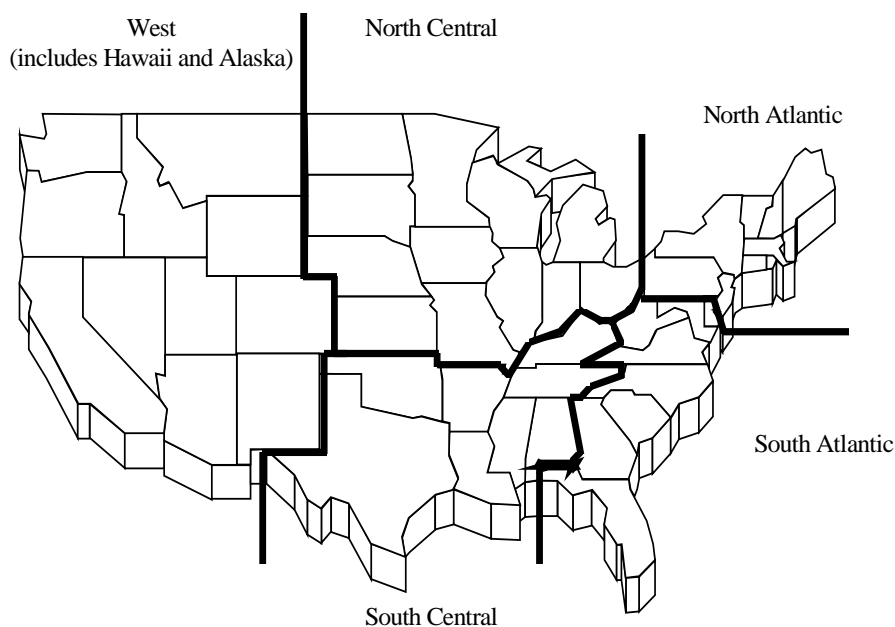 West
(includes Hawaii and Alaska)
North Central
North Atlantic
South Atlantic
South Central